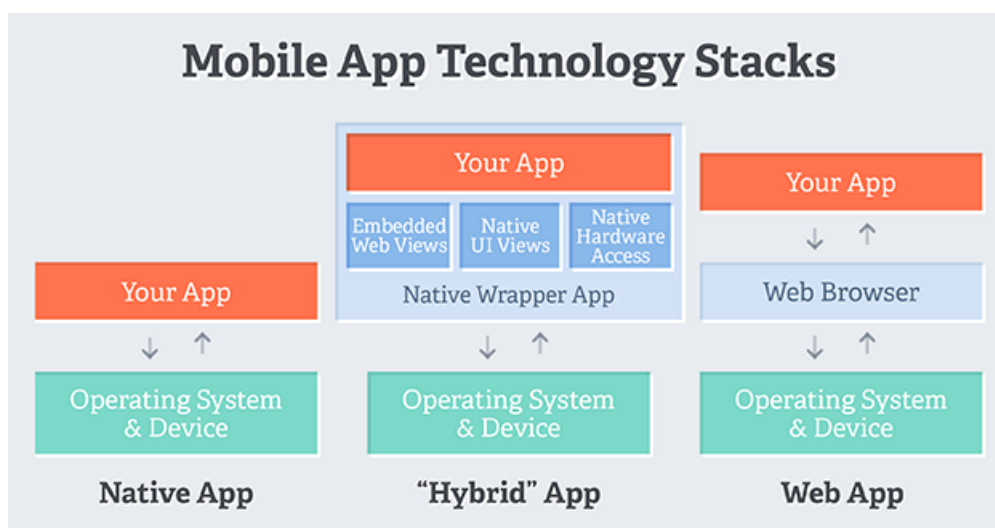 Mobile App Technology Stacks
Your App
Operating System
& Device
Native App
Your App
Embedded
Web Views
Native
UI Views
Native
Hardware
Access
Native Wrapper App
Operating System
& Device
“Hybrid” App
Your App
Web Browser
Operating System
& Device
Web App